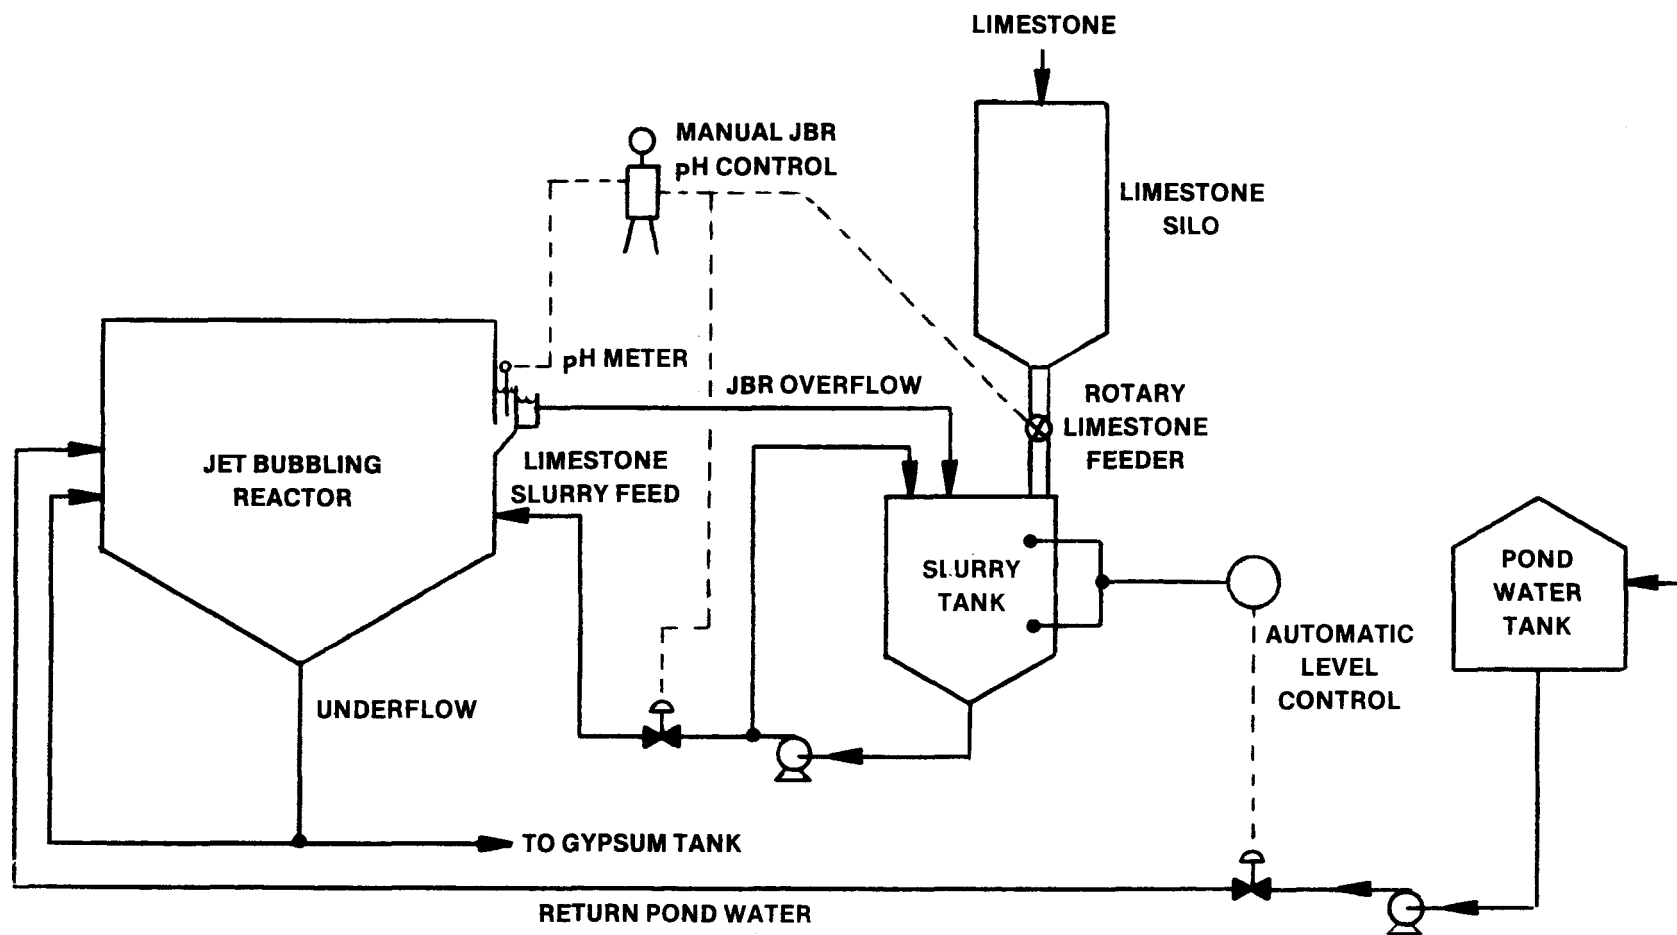 LIMESTONE
MANUAL JBR
pH CONTROL
LIMESTONE
SILO
pH METER
JBR OVERFLOW
ROTARY
LIMESTONE
FEEDER
JET BUBBLING
REACTOR
LIMESTONE
SLURRY FEED
SLURRY
TANK
POND
WATER
TANK
AUTOMATIC
LEVEL
CONTROL
UNDERFLOW
TO GYPSUM TANK
RETURN POND WATER